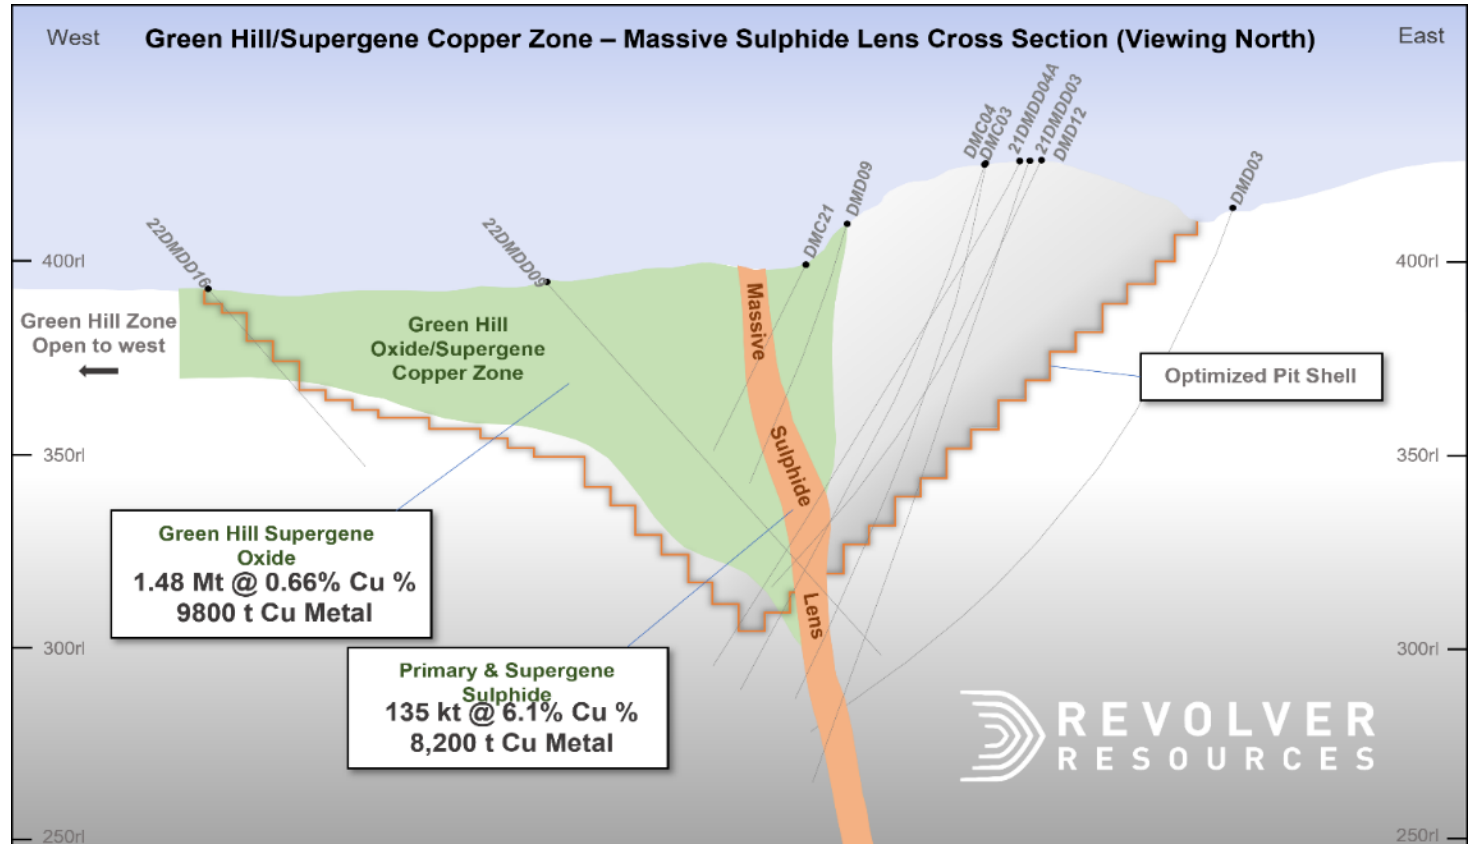 West
Green Hill/Supergene Copper Zone – Massive Sulphide Lens Cross Section (Viewing North)
East
DMC04
DMC03
21DMDD04A
21DMDD03
DMD12
DMD03
DMD09
DMC21
22DMDD16
22DMDD09
400rl
400rl
Green Hill Zone
Open to west
Green Hill
Oxide/Supergene
Copper Zone
Massive
Sulphide
Lens
Optimized Pit Shell
350rl
350rl
Green Hill Supergene
Oxide
1.48 Mt @ 0.66% Cu %
9800 t Cu Metal
300rl
300rl
Primary & Supergene
Sulphide
135 kt @ 6.1% Cu %
8,200 t Cu Metal
REVOLVER
RESOURCES
250rl
250rl